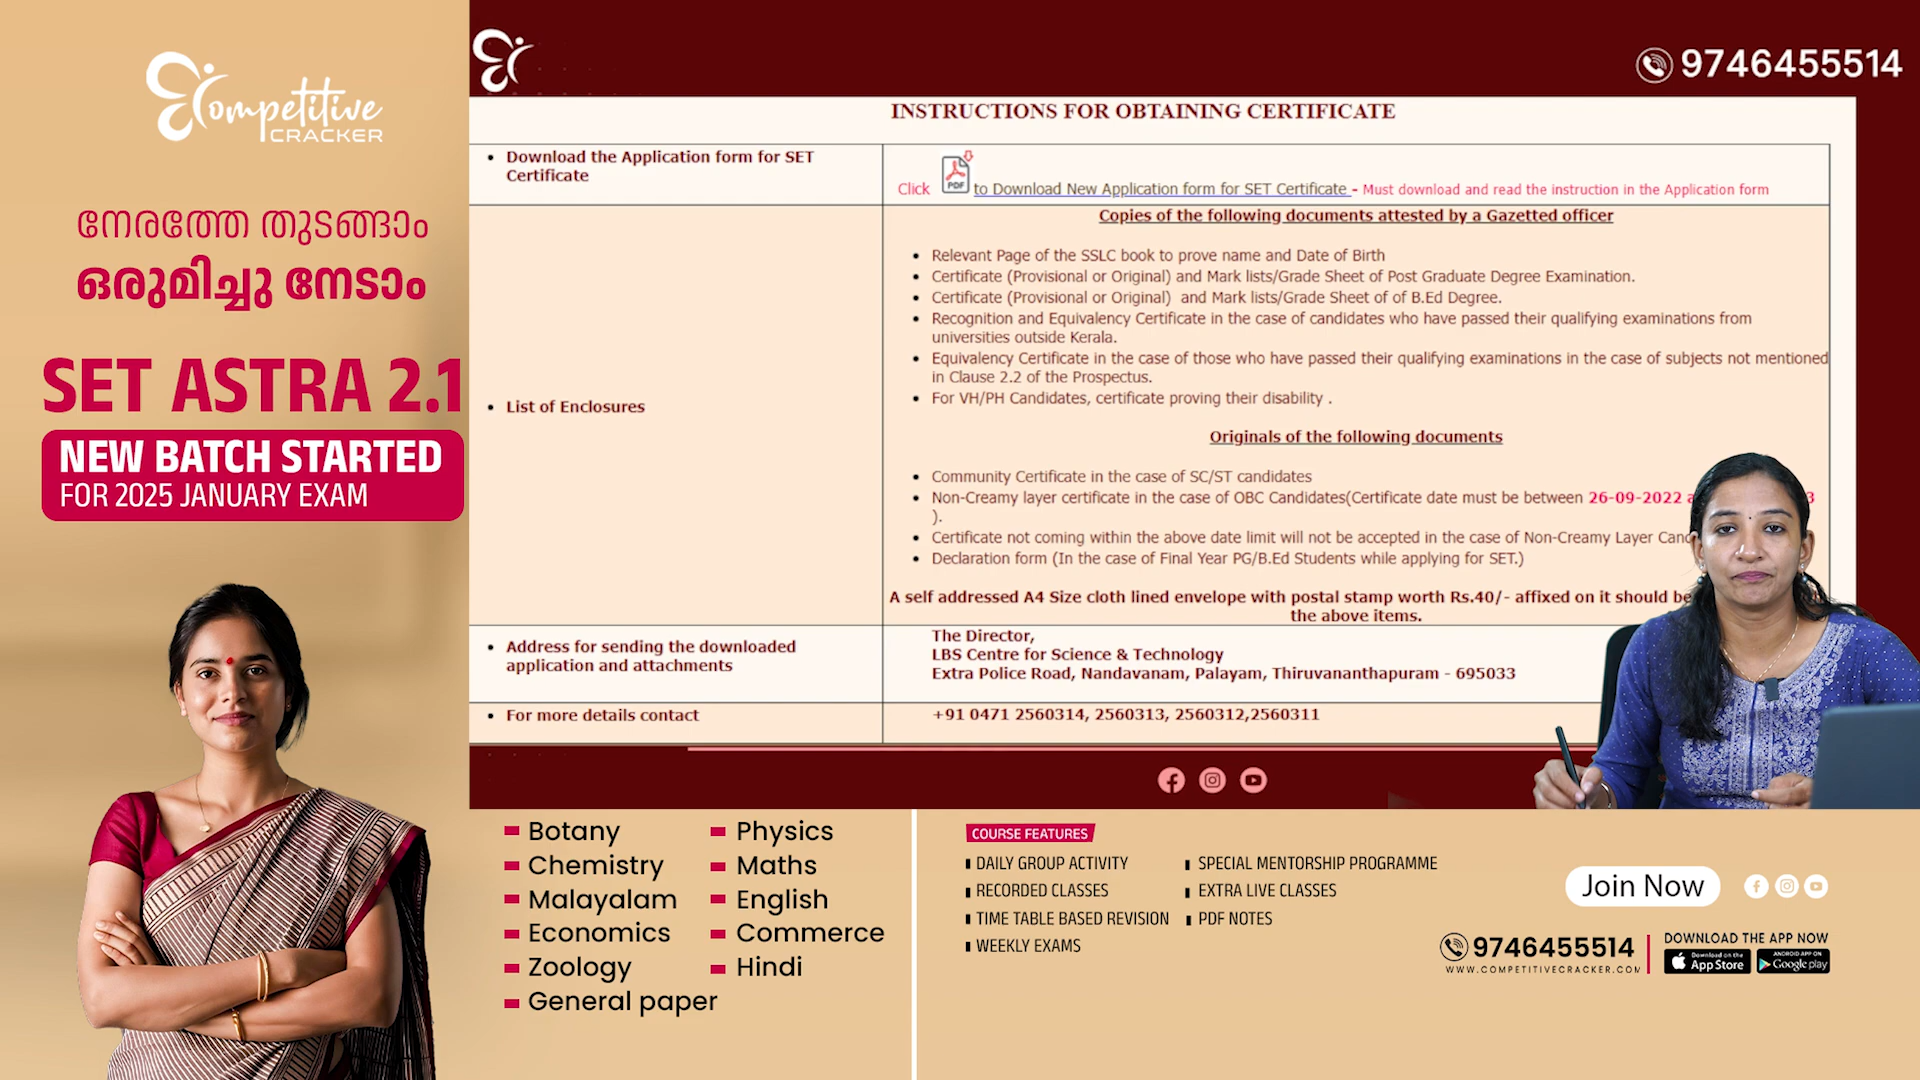 Competitive
CRACKER
നേരത്തേ തുടങ്ങാം
ഒരുമിച്ചു നേടാം
SET ASTRA 2.1
NEW BATCH STARTED
FOR 2025 JANUARY EXAM
9746455514
INSTRUCTIONS FOR OBTAINING CERTIFICATE
• Download the Application form for SET
Certificate
Click PDF to Download New Application form for SET Certificate - Must download and read the instruction in the Application form
• List of Enclosures
Copies of the following documents attested by a Gazetted officer
• Relevant Page of the SSLC book to prove name and Date of Birth
• Certificate (Provisional or Original) and Mark lists/Grade Sheet of Post Graduate Degree Examination.
• Certificate (Provisional or Original) and Mark lists/Grade Sheet of of B.Ed Degree.
• Recognition and Equivalency Certificate in the case of candidates who have passed their qualifying examinations from
universities outside Kerala.
• Equivalency Certificate in the case of those who have passed their qualifying examinations in the case of subjects not mentioned
in Clause 2.2 of the Prospectus.
• For VH/PH Candidates, certificate proving their disability .
Originals of the following documents
• Community Certificate in the case of SC/ST candidates
• Non-Creamy layer certificate in the case of OBC Candidates(Certificate date must be between 26-09-2022
).
• Certificate not coming within the above date limit will not be accepted in the case of Non-Creamy Layer
• Declaration form (In the case of Final Year PG/B.Ed Students while applying for SET.)
A self addressed A4 Size cloth lined envelope with postal stamp worth Rs.40/- affixed on it should be
the above items.
• Address for sending the downloaded
application and attachments
The Director,
LBS Centre for Science & Technology
Extra Police Road, Nandavanam, Palayam, Thiruvananthapuram - 695033
• For more details contact
+91 0471 2560314, 2560313, 2560312,2560311
Botany
Chemistry
Malayalam
Economics
Zoology
General paper
Physics
Maths
English
Commerce
Hindi
COURSE FEATURES
DAILY GROUP ACTIVITY
RECORDED CLASSES
TIME TABLE BASED REVISION
WEEKLY EXAMS
SPECIAL MENTORSHIP PROGRAMME
EXTRA LIVE CLASSES
PDF NOTES
Join Now
9746455514
WWW.COMPETITIVECRACKER.COM
DOWNLOAD THE APP NOW
Download on the
App Store
ANDROID APP ON
Google play